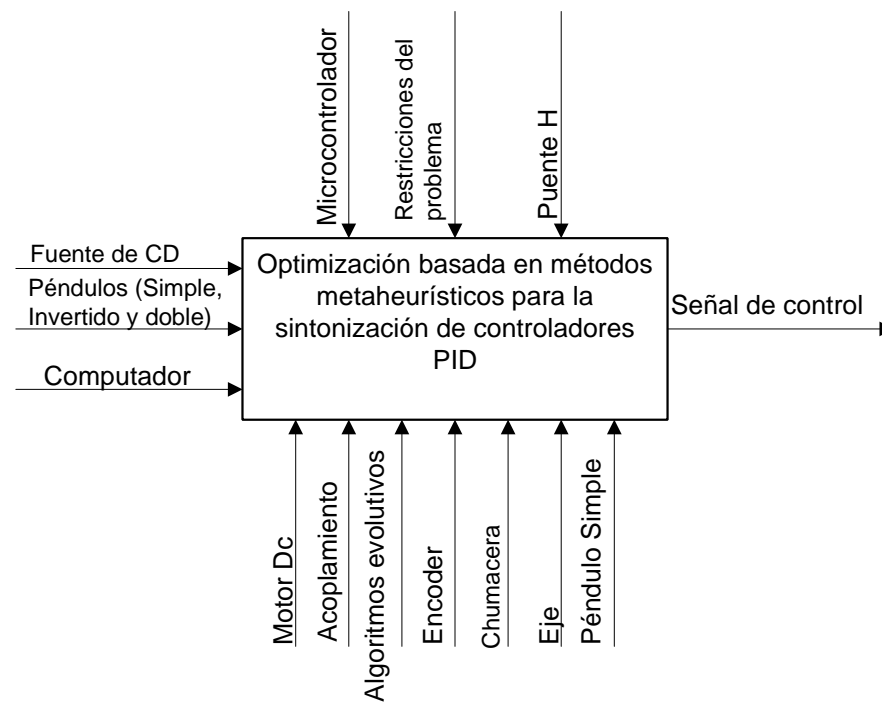 Microcontrolador
Restricciones del
problema
Puente H
Fuente de CD
Péndulos (Simple,
Invertido y doble)
Computador
Optimización basada en métodos
metaheurísticos para la
sintonización de controladores
PID
Señal de control
Motor Dc
Acoplamiento
Algoritmos evolutivos
Encoder
Chumacera
Eje
Péndulo Simple